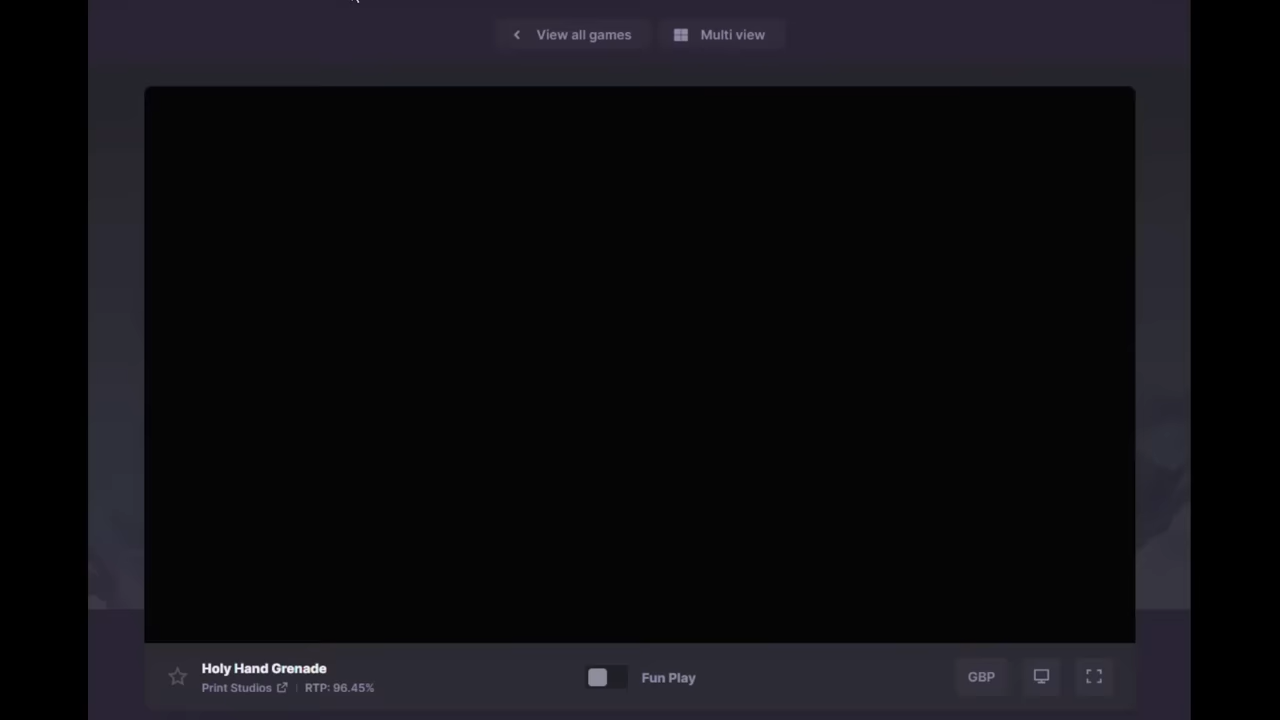 View all games
Multi view
Holy Hand Grenade
Print Studios | RTP: 96.45%
Fun Play
GBP